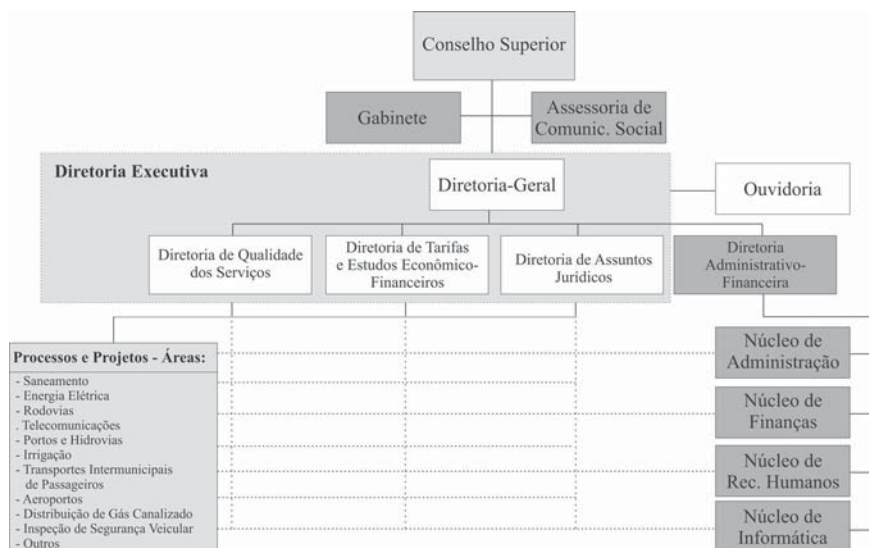 Conselho Superior
Gabinete
Assessoria de
Comunic. Social
Diretoria Executiva
Diretoria-Geral
Ouvidoria
Diretoria de Qualidade
dos Serviços
Diretoria de Tarifas
e Estudos Econômico-
Financeiros
Diretoria de Assuntos
Jurídicos
Diretoria
Administrativo-
Financeira
Processos e Projetos - Áreas:
- Saneamento
- Energia Elétrica
- Rodovias
. Telecomunicações
- Portos e Hidrovias
- Irrigação
- Transportes Intermunicipais
de Passageiros
- Aeroportos
- Distribuição de Gás Canalizado
- Inspeção de Segurança Veicular
- Outros
Núcleo de
Administração
Núcleo de
Finanças
Núcleo de
Rec. Humanos
Núcleo de
Informática